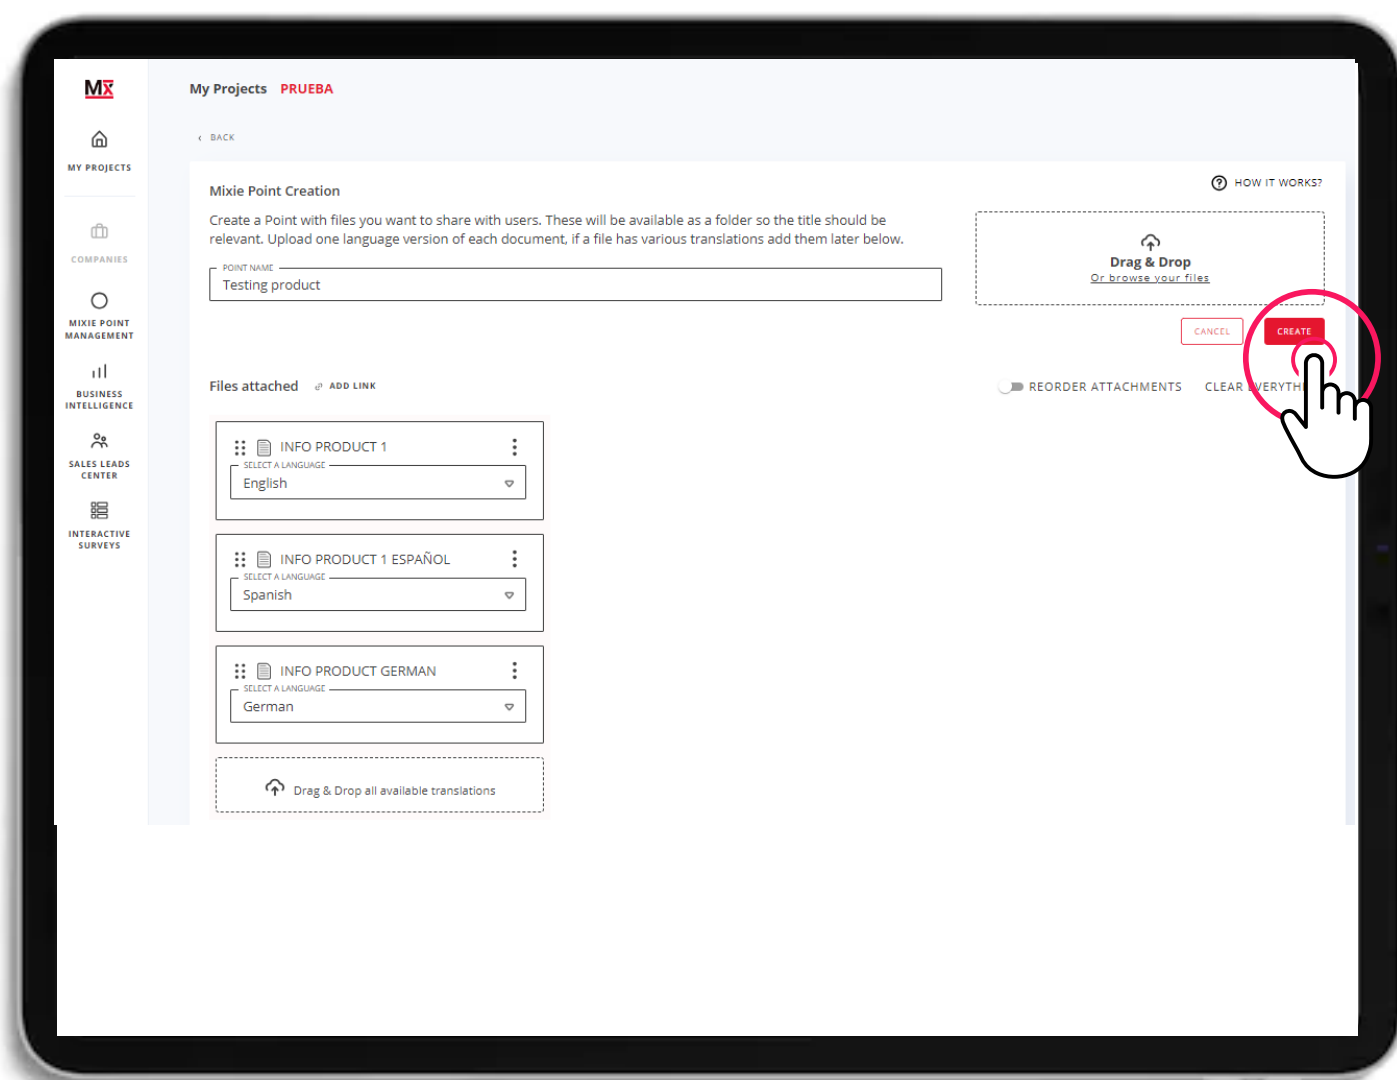 MX
My Projects PRUEBA
BACK
MY PROJECTS
COMPANIES
MIXIE POINT
MANAGEMENT
BUSINESS
INTELLIGENCE
SALES LEADS
CENTER
INTERACTIVE
SURVEYS
Mixie Point Creation
HOW IT WORKS?
Create a Point with files you want to share with users. These will be available as a folder so the title should be
relevant. Upload one language version of each document, if a file has various translations add them later below.
POINT NAME
Testing product
Drag & Drop
Or browse your files
CANCEL
CREATE
Files attached ADD LINK
REORDER ATTACHMENTS CLEAR
INFO PRODUCT 1
SELECT A LANGUAGE
English
INFO PRODUCT 1 ESPAÑOL
SELECT A LANGUAGE
Spanish
INFO PRODUCT GERMAN
SELECT A LANGUAGE
German
Drag & Drop all available translations